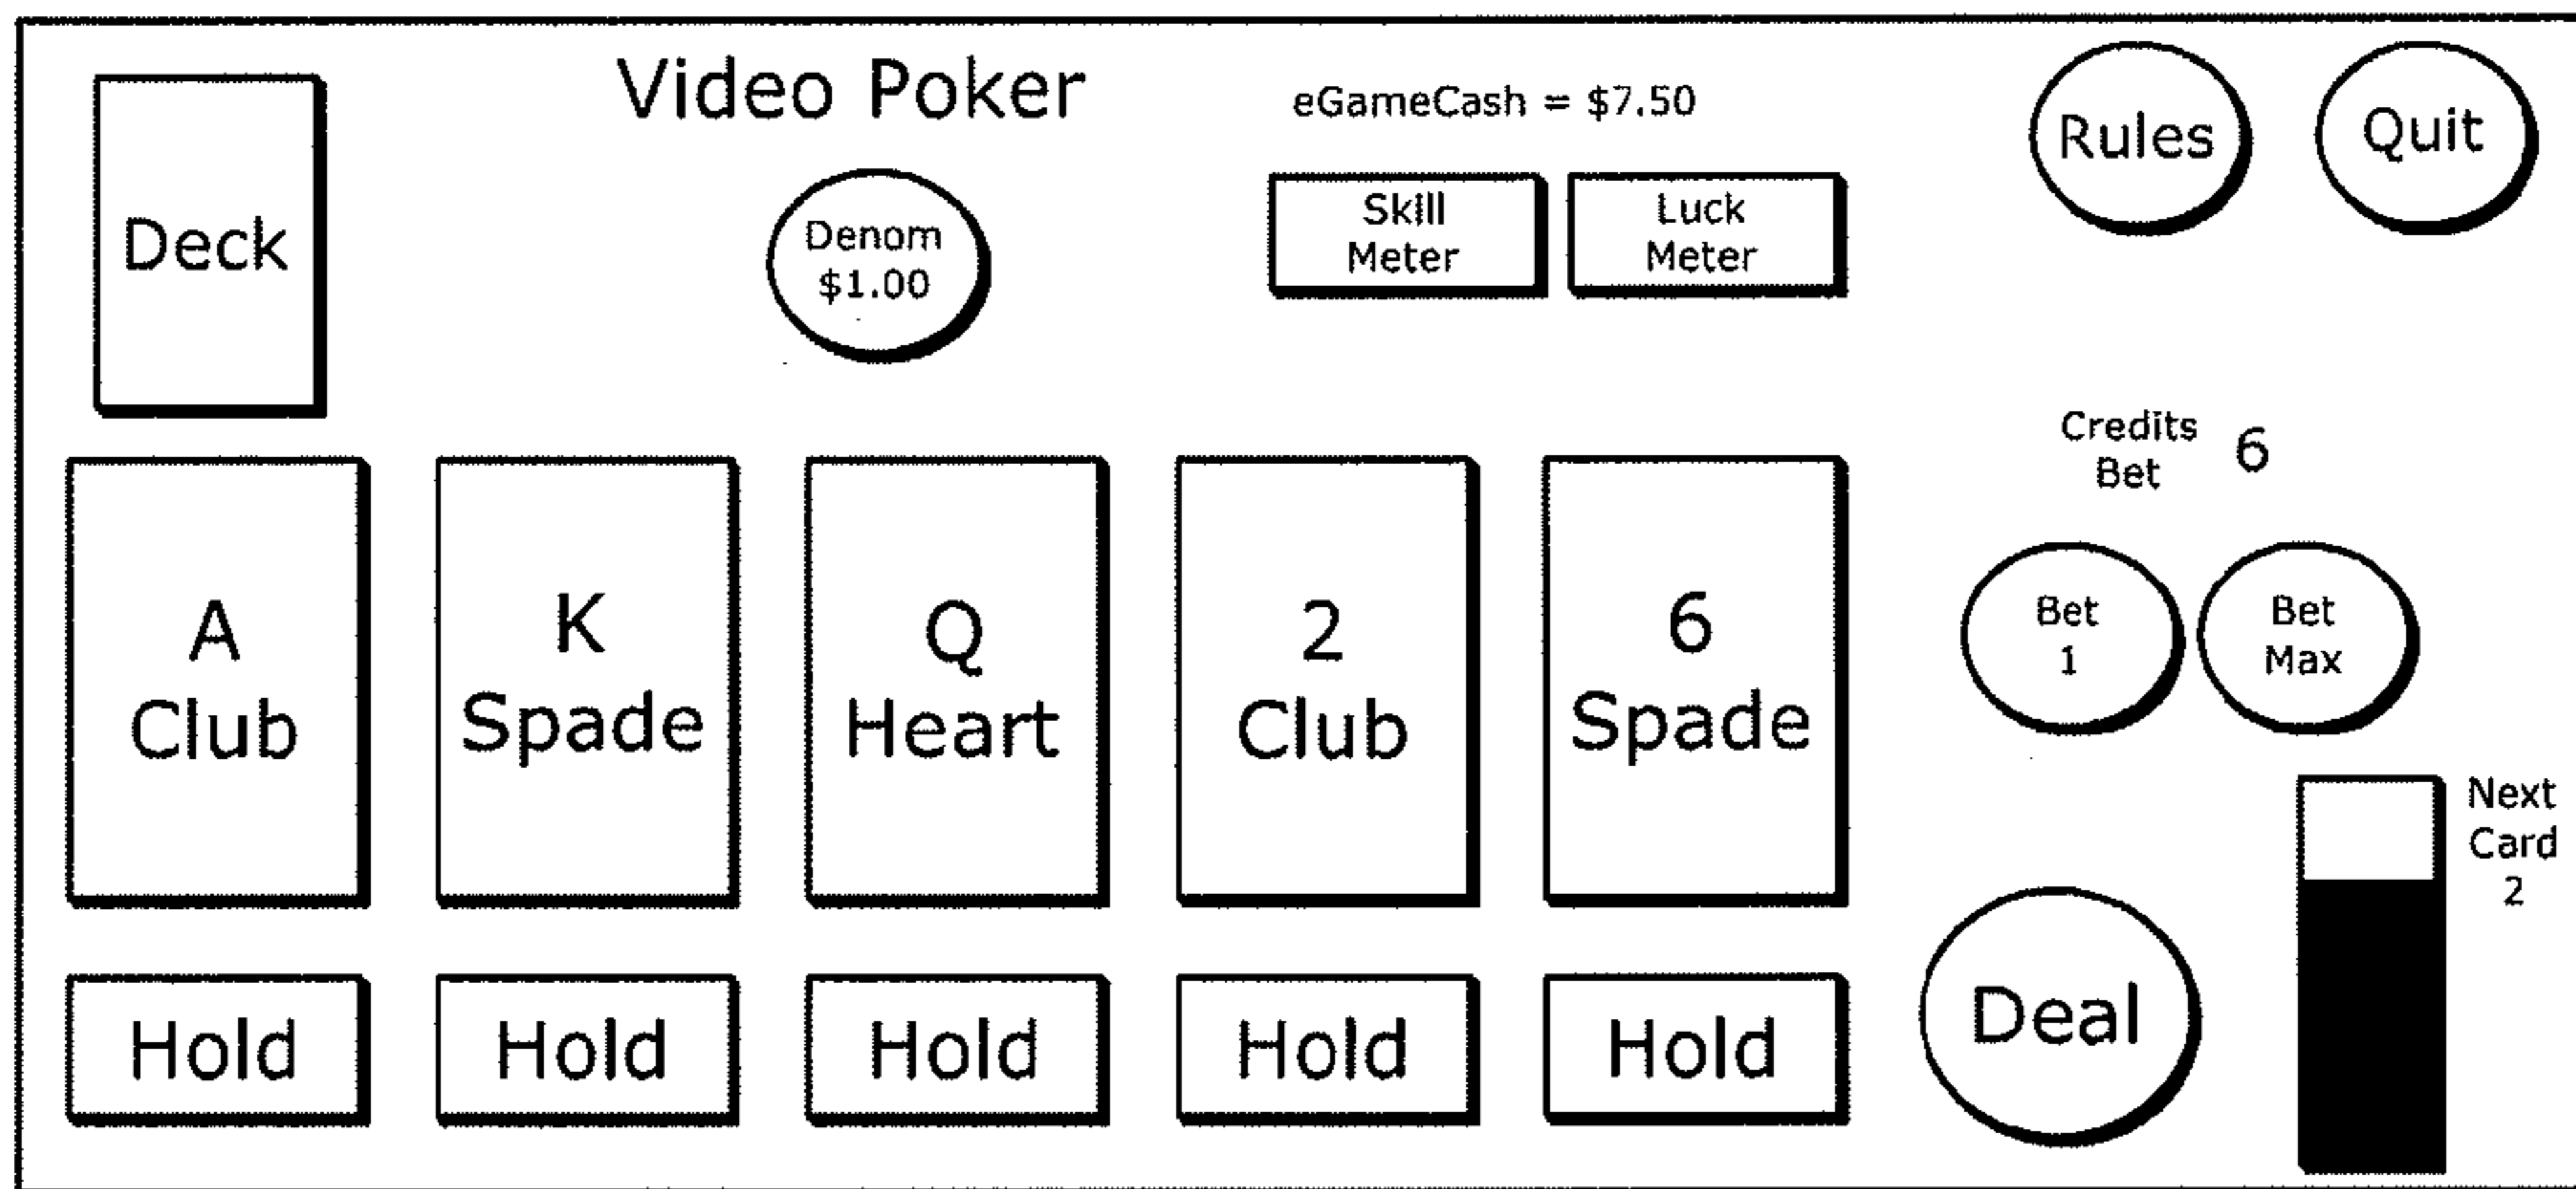 Video Poker
eGameCash = $7.50
Rules
Quit
Deck
Denom
$1.00
Skill
Meter
Luck
Meter
Credits
Bet
6
A
Club
K
Spade
Q
Heart
2
Club
6
Spade
Bet
1
Bet
Max
Next
Card
2
Hold
Hold
Hold
Hold
Hold
Deal